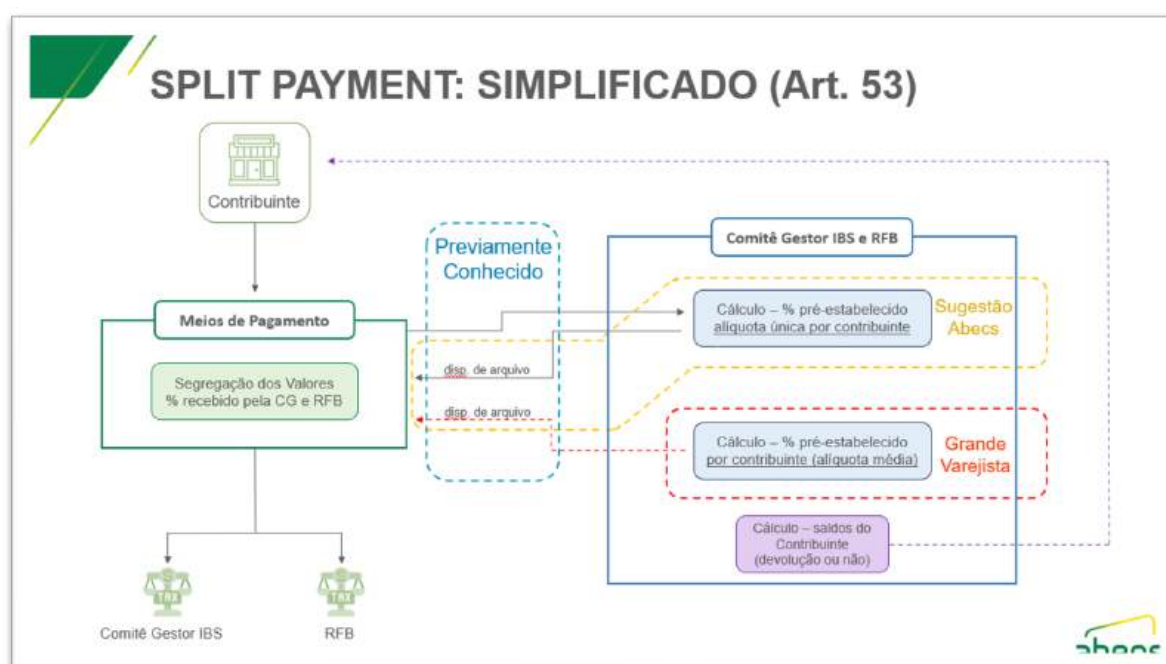 SPLIT PAYMENT: SIMPLIFICADO (Art. 53)
Contribuinte
Previamente
Conhecido
Comitê Gestor IBS e RFB
Meios de Pagamento
Segregação dos Valores
% recebido pela CG e RFB
disp. de arquivo
disp. de arquivo
Cálculo – % pré-estabelecido
alíquota única por contribuinte
Sugestão
Abecs
Cálculo – % pré-estabelecido
por contribuinte (alíquota média)
Grande
Varejista
Cálculo – saldos do
Contribuinte
(devolução ou não)
TAX
TAX
Comitê Gestor IBS
RFB
abecs